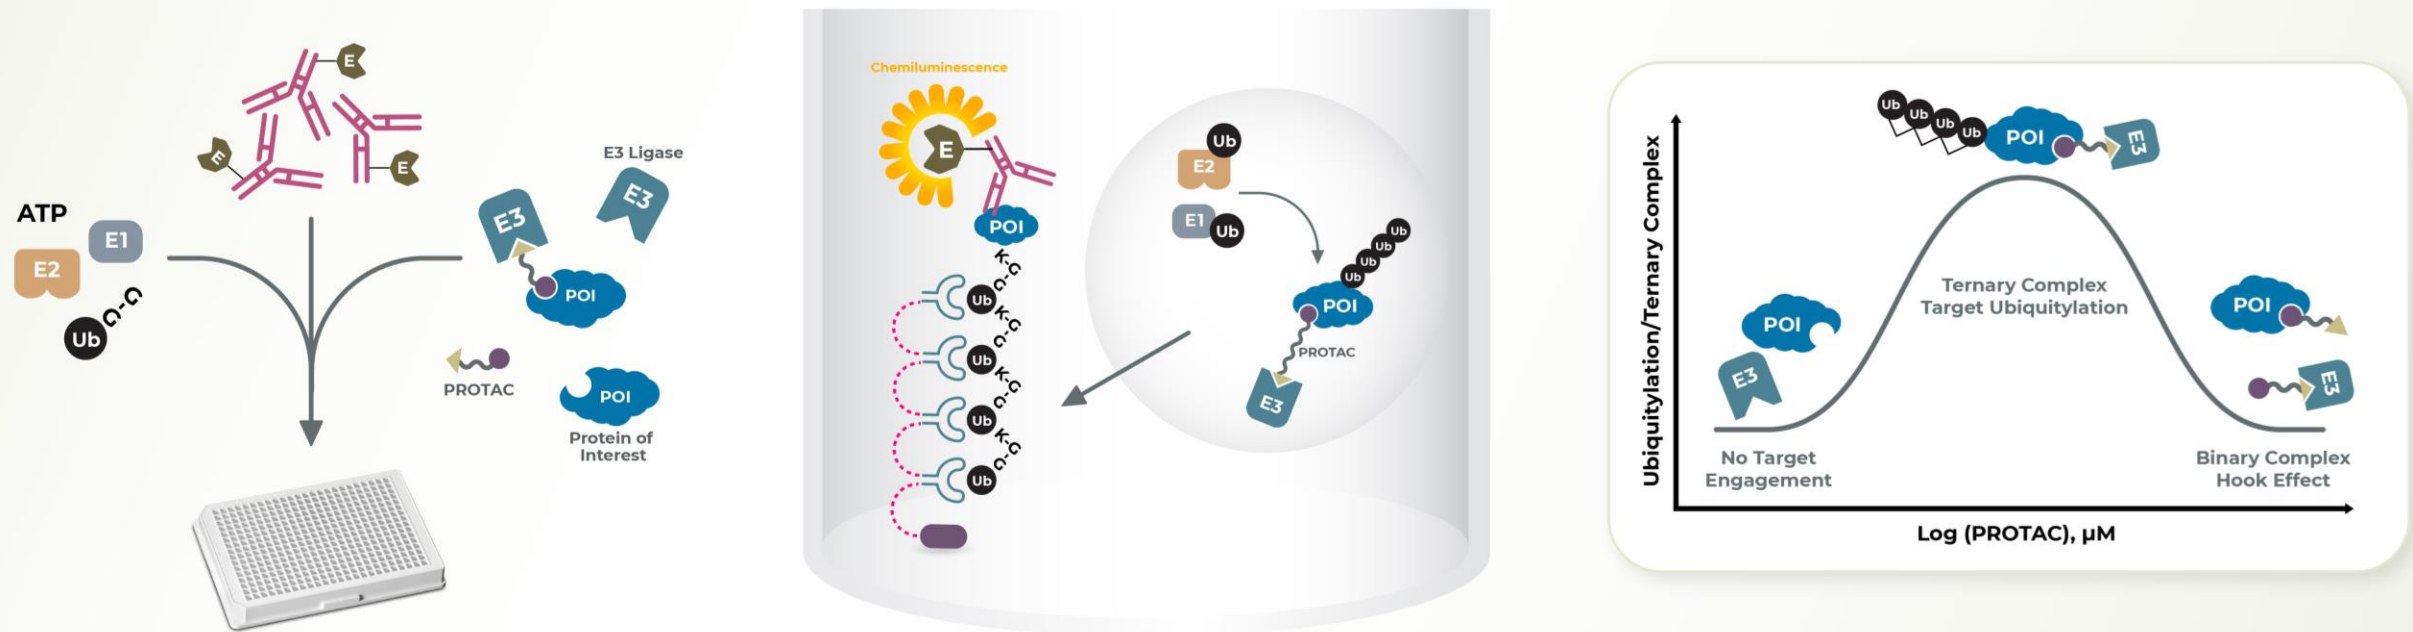 E
E
E
E3 Ligase
E3
E3
ATP
E1
E2
G-G
Ub
POI
PROTAC
POI
Protein of
Interest
Chemiluminescence
E
POI
K-G
G-
Ub
K-G
G-
Ub
K-G
G-
Ub
K-G
G-
Ub
Ub
E2
E1
Ub
Ub
Ub
Ub
Ub
POI
PROTAC
E3
Ubiquitylation/Ternary Complex
Ub
Ub
Ub
Ub
POI
E3
Ternary Complex
Target Ubiquitylation
POI
E3
POI
E3
No Target
Engagement
Binary Complex
Hook Effect
Log (PROTAC), μM